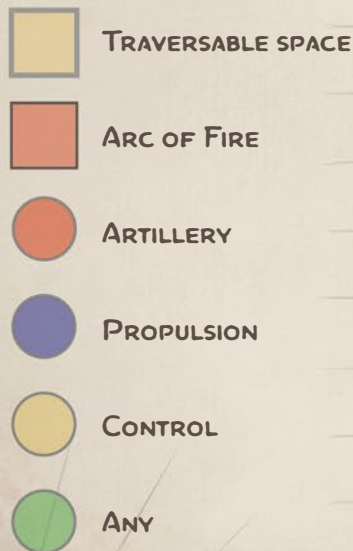 Traversable space
Arc of Fire
Artillery
Propulsion
Control
Any